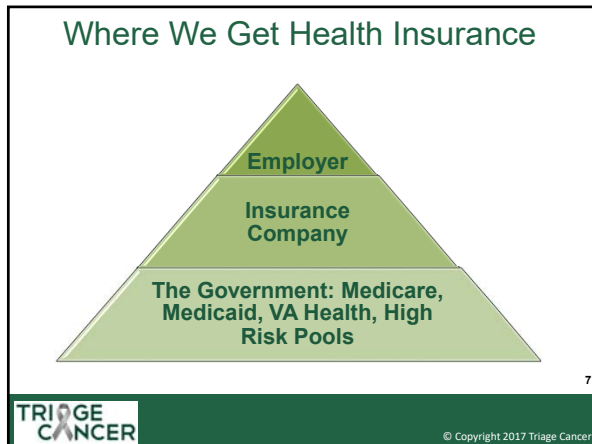 Where We Get Health Insurance
Employer
Insurance
Company
The Government: Medicare,
Medicaid, VA Health, High
Risk Pools
7
TRIAGE
CANCER
© Copyright 2017 Triage Cancer